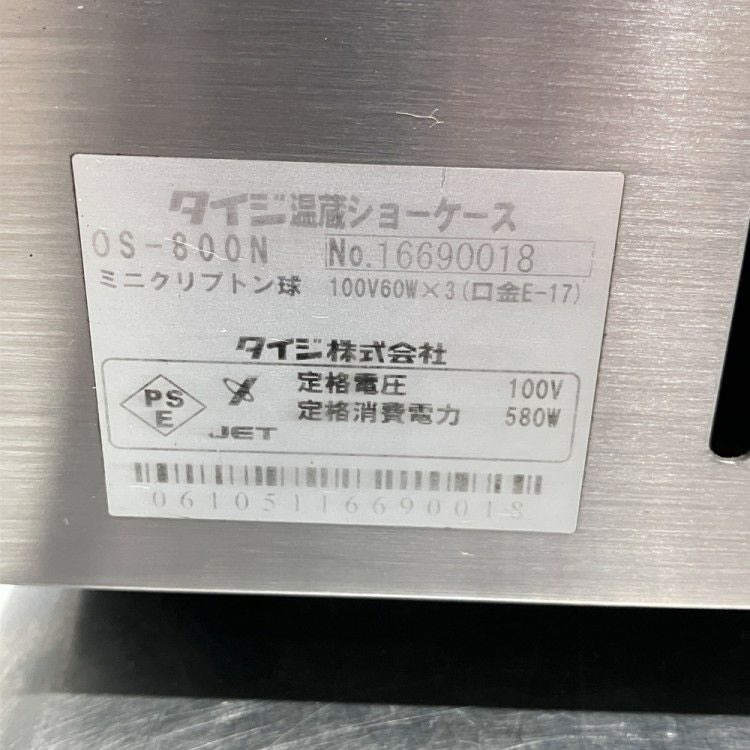 タイジ温蔵ショーケース
OS-800N No.16690018
ミニクリプトン球 100V60W×3(口金E-17)
タイジ株式会社
PS
E
JET
定格電圧 100V
定格消費電力 580W
06105116690018